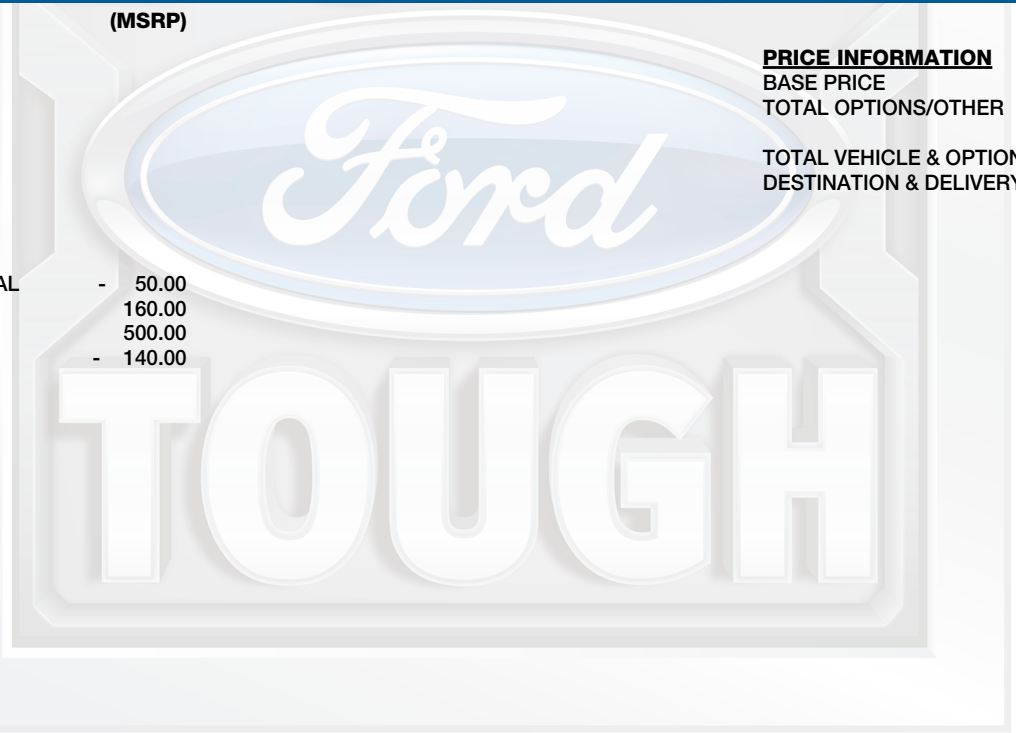 (MSRP)
PRICE INFORMATION
BASE PRICE
TOTAL OPTIONS/OTHER
TOTAL VEHICLE & OPTION
DESTINATION & DELIVERY
AL - 50.00
160.00
500.00
- 140.00
Ford
TOUGH